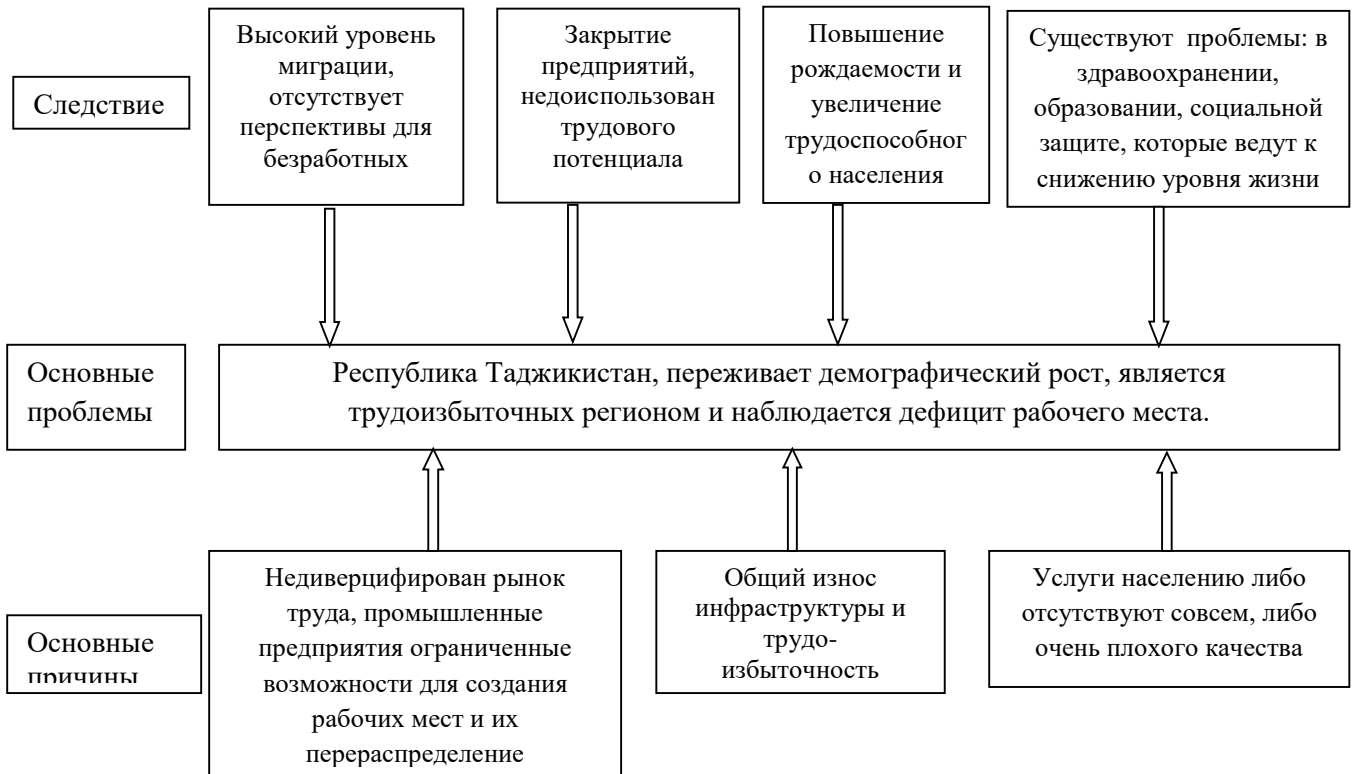 Следствие
Высокий уровень
миграции,
отсутствует
перспективы для
безработных
Закрытие
предприятий,
недоиспользован
трудового
потенциала
Повышение
рождаемости и
увеличение
трудоспособног
о населения
Существуют проблемы: в
здравоохранении,
образовании, социальной
защите, которые ведут к
снижению уровня жизни
Основные
проблемы
Республика Таджикистан, переживает демографический рост, является
трудоизбыточных регионом и наблюдается дефицит рабочего места.
Основные
причины
Недиверцифирован рынок
труда, промышленные
предприятия ограниченные
возможности для создания
рабочих мест и их
перераспределение
Общий износ
инфраструктуры и
трудо-
избыточность
Услуги населению либо
отсутствуют совсем, либо
очень плохого качества